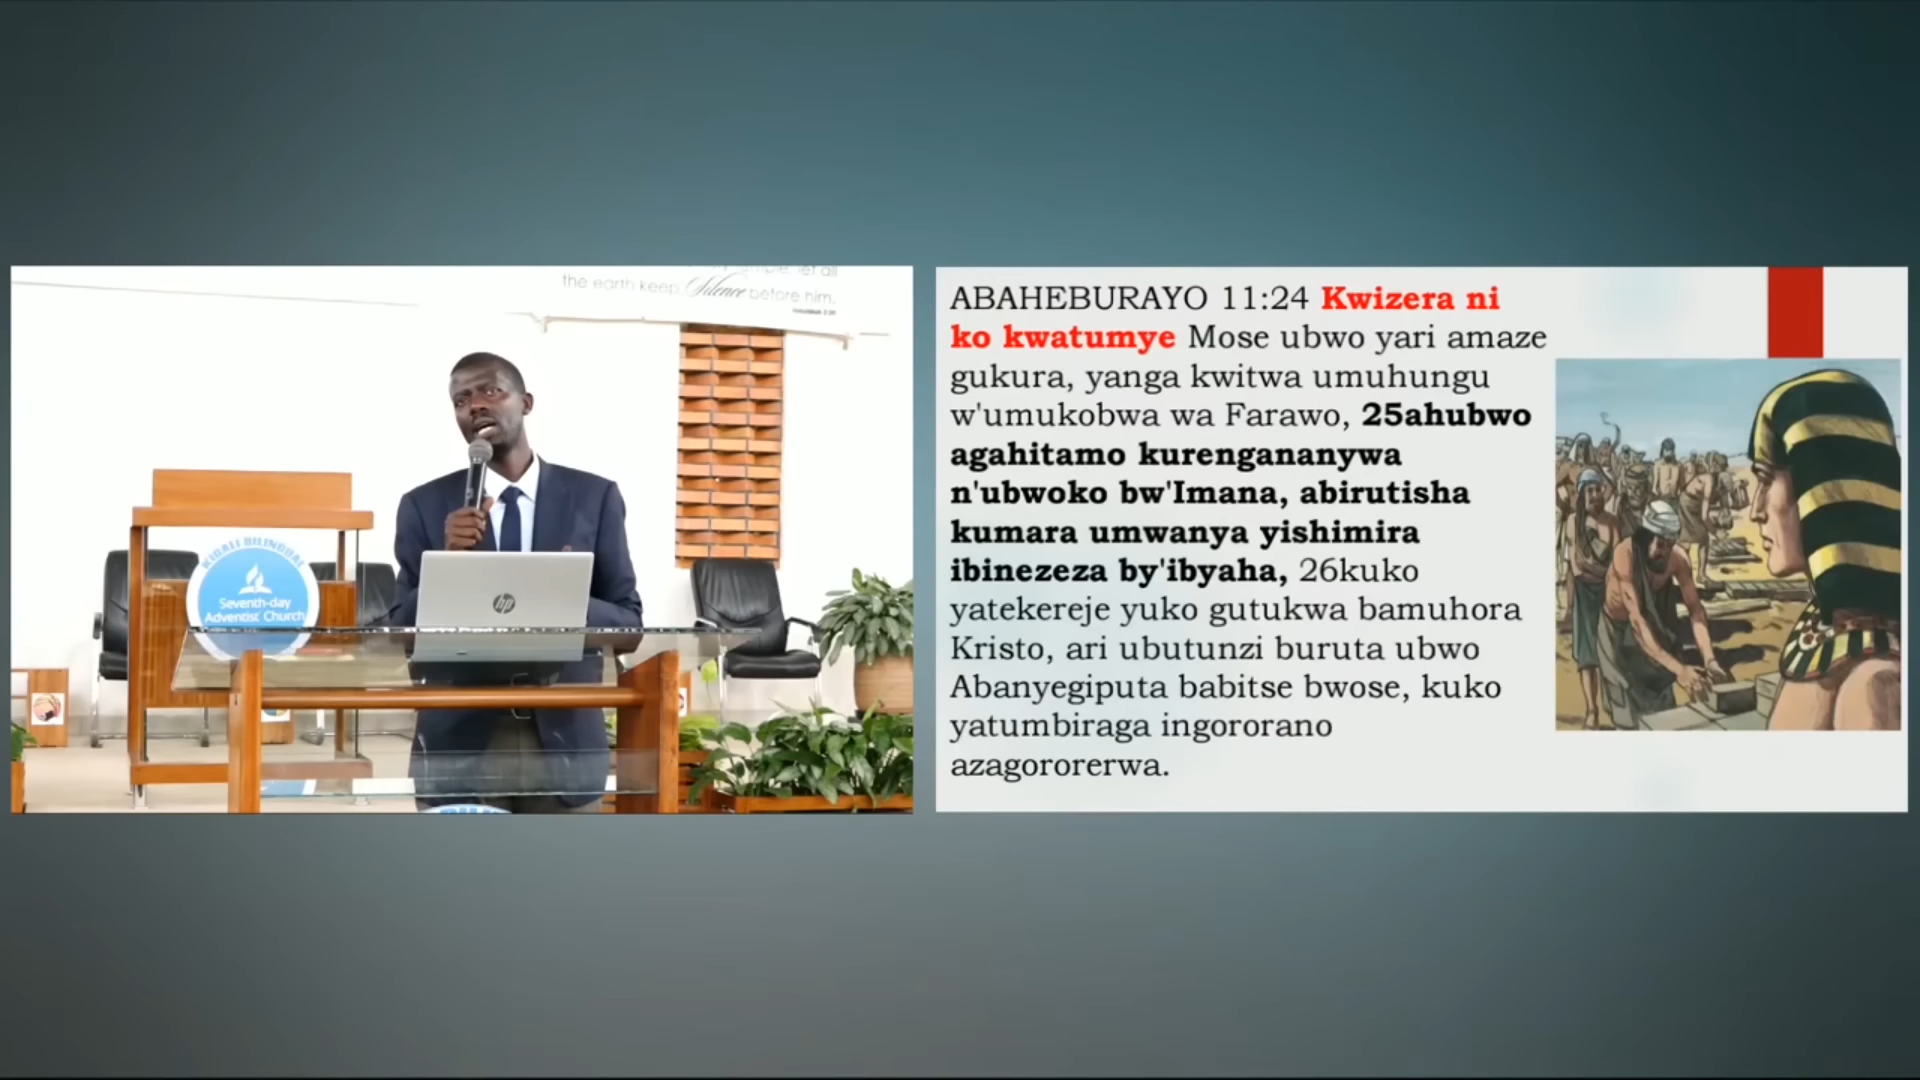 the earth keep Silence before him.
KIGALI BILINGUAL
Seventh-day
Adventist Church
hp
ABAHEBURAYO 11:24 Kwizera ni
ko kwatumye Mose ubwo yari amaze
gukura, yanga kwitwa umuhungu
w'umukobwa wa Farawo, 25ahubwo
agahitamo kurengananywa
n'ubwoko bw'Imana, abirutisha
kumara umwanya yishimira
ibinezeza by'ibyaha, 26kuko
yatekereje yuko gutukwa bamuhora
Kristo, ari ubutunzi buruta ubwo
Abanyegiputa babitse bwose, kuko
yatumbiraga ingororano
azagororerwa.